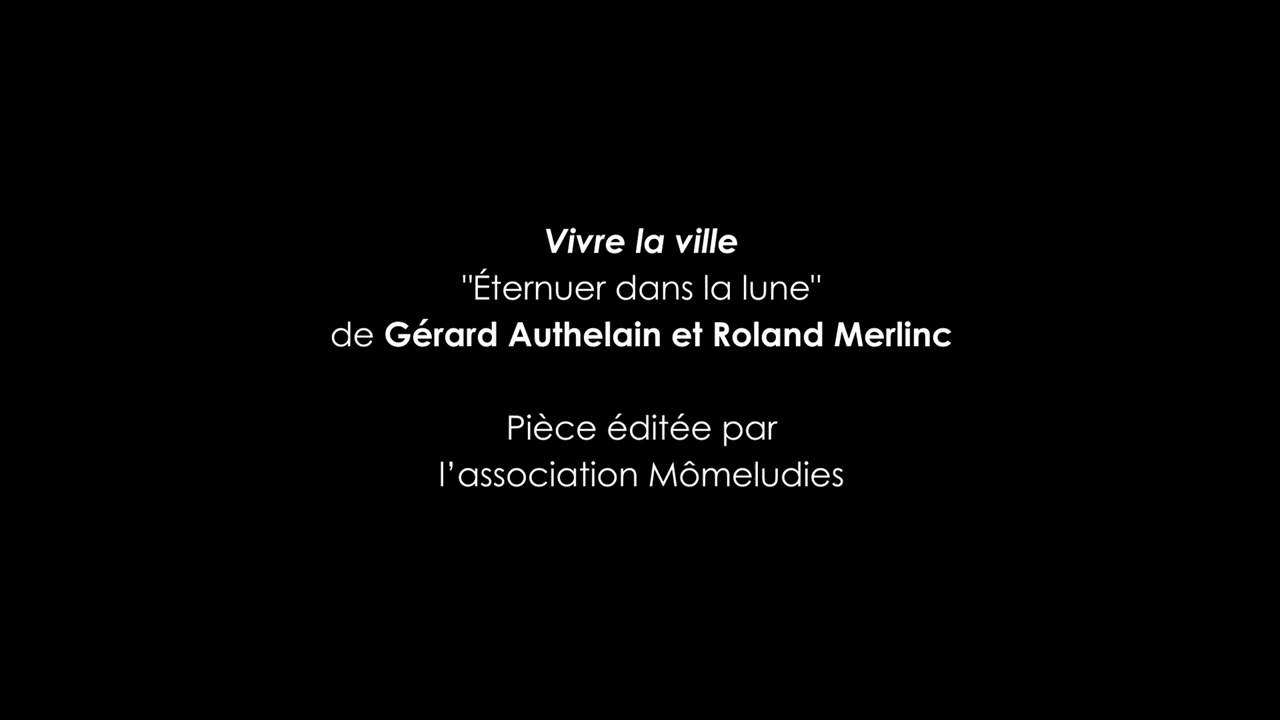 Vivre la ville
"Éternuer dans la lune"
de Gérard Authelain et Roland Merlinc

Pièce éditée par
l’association Mômeludies